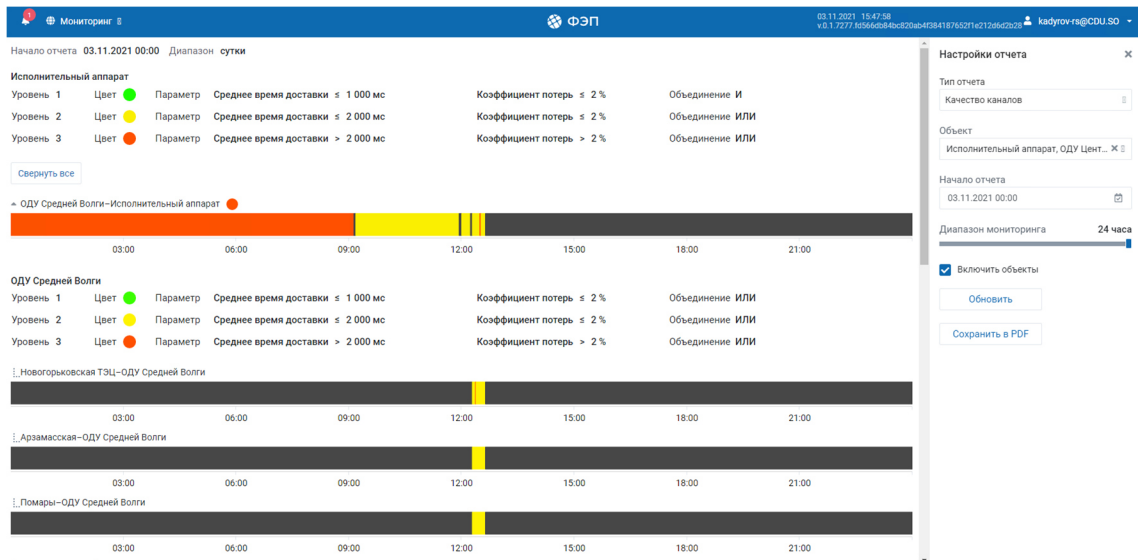 1 Мониторинг ФЭП 03.11.2021 15:47:58
v.0.1.7277.fd566db84bc820ab4f384187652f1e212d6d2b28 kadyrov-rs@CDU.SO
Начало отчета 03.11.2021 00:00 Диапазон сутки
Исполнительный аппарат
Уровень 1 Цвет Параметр Среднее время доставки ≤ 1 000 мс Коэффициент потерь ≤ 2 % Объединение И
Уровень 2 Цвет Параметр Среднее время доставки ≤ 2 000 мс Коэффициент потерь ≤ 2 % Объединение ИЛИ
Уровень 3 Цвет Параметр Среднее время доставки > 2 000 мс Коэффициент потерь > 2 % Объединение ИЛИ
Свернуть все
ОДУ Средней Волги–Исполнительный аппарат
03:00 06:00 09:00 12:00 15:00 18:00 21:00
ОДУ Средней Волги
Уровень 1 Цвет Параметр Среднее время доставки ≤ 1 000 мс Коэффициент потерь ≤ 2 % Объединение ИЛИ
Уровень 2 Цвет Параметр Среднее время доставки ≤ 2 000 мс Коэффициент потерь ≤ 2 % Объединение ИЛИ
Уровень 3 Цвет Параметр Среднее время доставки > 2 000 мс Коэффициент потерь > 2 % Объединение ИЛИ
Новогорьковская ТЭЦ–ОДУ Средней Волги
03:00 06:00 09:00 12:00 15:00 18:00 21:00
Арзамасская–ОДУ Средней Волги
03:00 06:00 09:00 12:00 15:00 18:00 21:00
Помары–ОДУ Средней Волги
03:00 06:00 09:00 12:00 15:00 18:00 21:00
Настройки отчета
Тип отчета
Качество каналов
Объект
Исполнительный аппарат, ОДУ Цент...
Начало отчета
03.11.2021 00:00
Диапазон мониторинга 24 часа
Включить объекты
Обновить
Сохранить в PDF